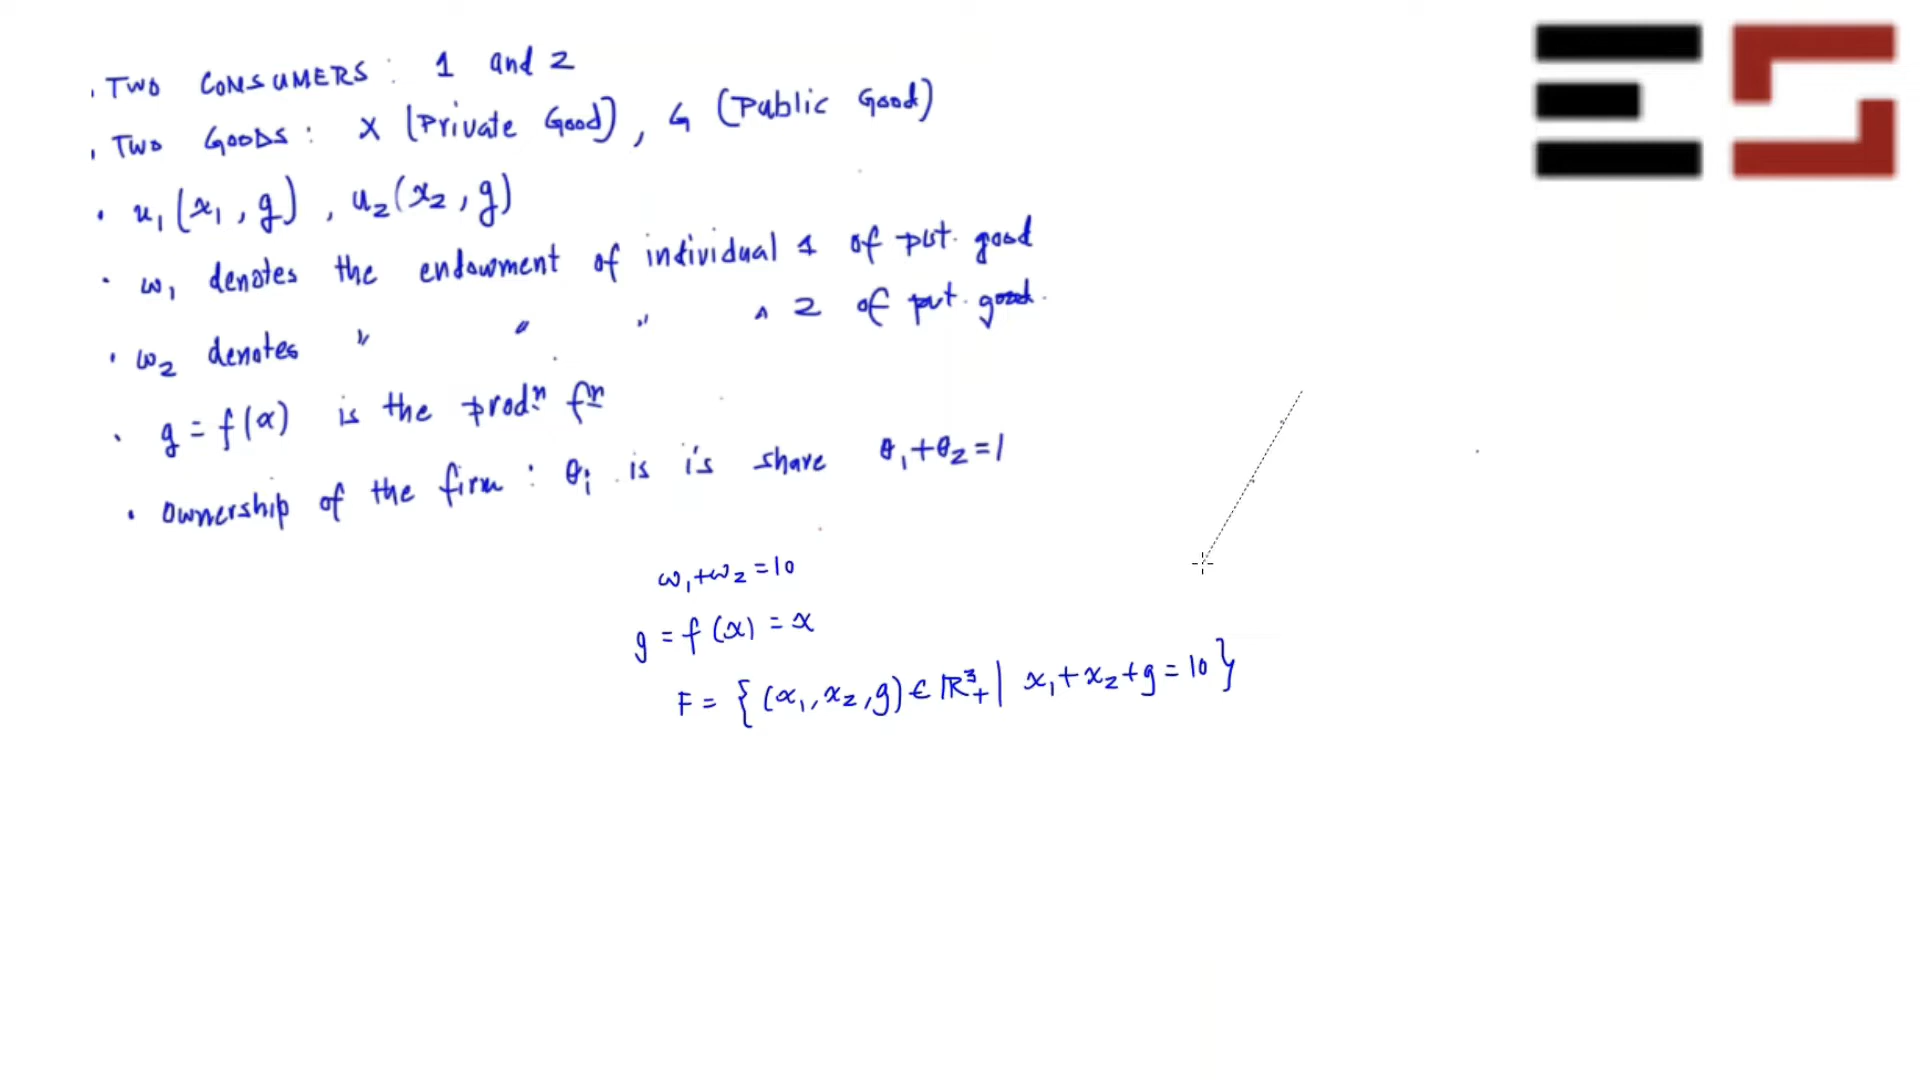 . TWO CONSUMERS : 1 and 2
. TWO GOODS : X (Private Good) , G (Public Good)
• u₁(x₁, g) , u₂(x₂, g)
• ω₁ denotes the endowment of individual 1 of pvt. good
• ω₂ denotes " " " " 2 of pvt. good.
• g = f(x) is the prodⁿ. fⁿ
• Ownership of the firm : θᵢ is i's share θ₁+θ₂=1
ω₁+ω₂=10
g = f(x) = x
F = {(x₁, x₂, g) ∈ ℝ³₊ | x₁+x₂+g=10}
ES